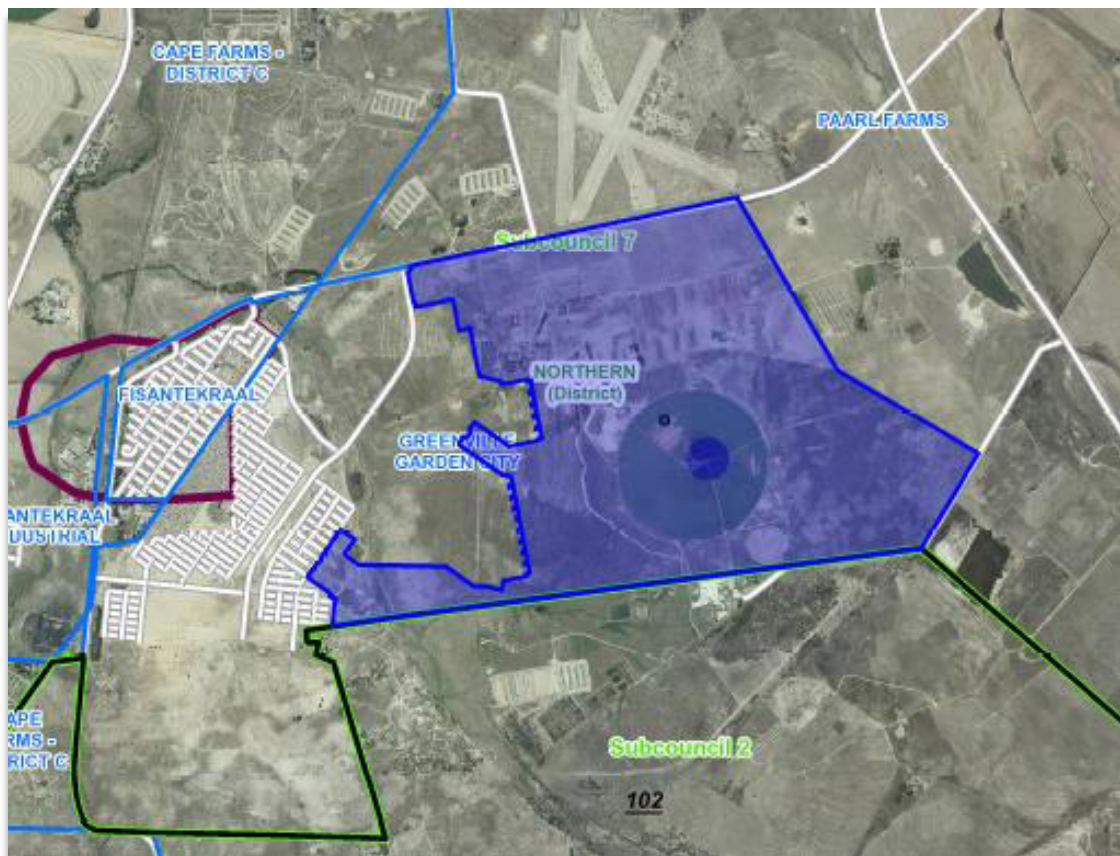 CAPE FARMS -
DISTRICT C
PAARL FARMS
Subcouncil 7
NORTHERN
(District)
FISANTEKRAAL
GREENVILLE
GARDEN CITY
ANTEKRAAL
DUSTRIAL
APE
RMS -
RICT C
Subcouncil 2
102